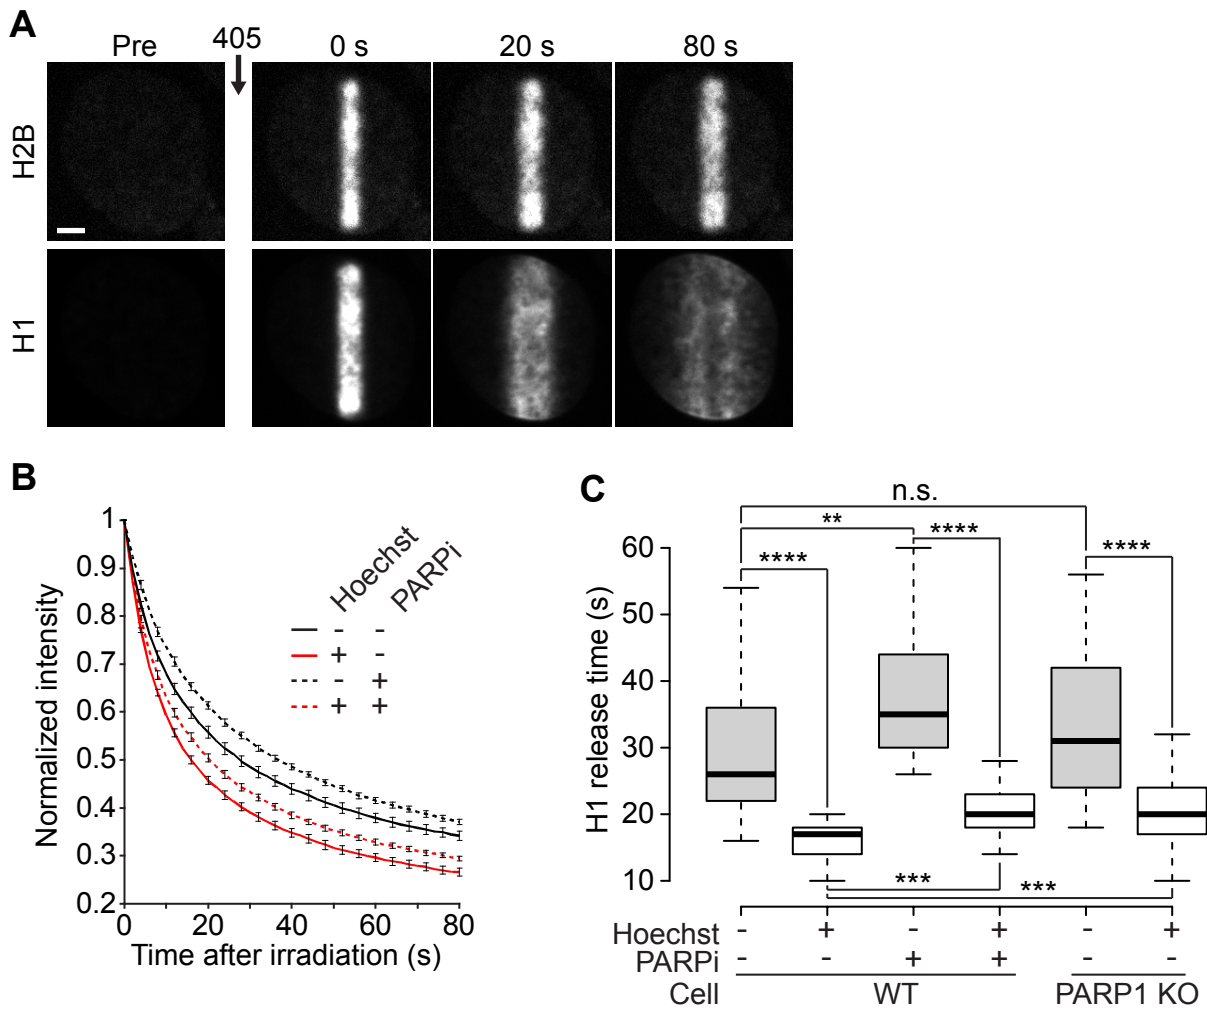 A
Pre 405 0 s 20 s 80 s
H2B
H1
B
Normalized intensity
1
0.9
0.8
0.7
0.6
0.5
0.4
0.3
0.2
0 20 40 60 80
Time after irradiation (s)
Hoechst PARPi
- -
+ -
- +
+ +
C
n.s.
** ****
**** ****
H1 release time (s)
60
50
40
30
20
10
*** ***
Hoechst - + - + - +
PARPi - - + + - -
Cell WT PARP1 KO